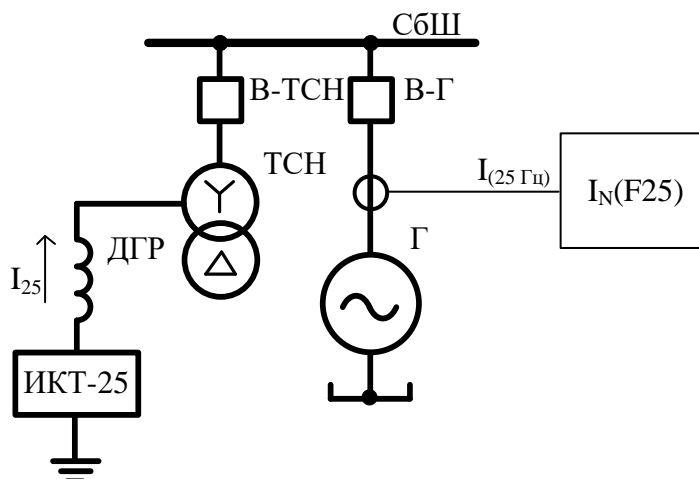 СбШ
В-ТСН
В-Г
ТСН
I(25 Гц)
IN(F25)
ДГР
Г
I25
ИКТ-25